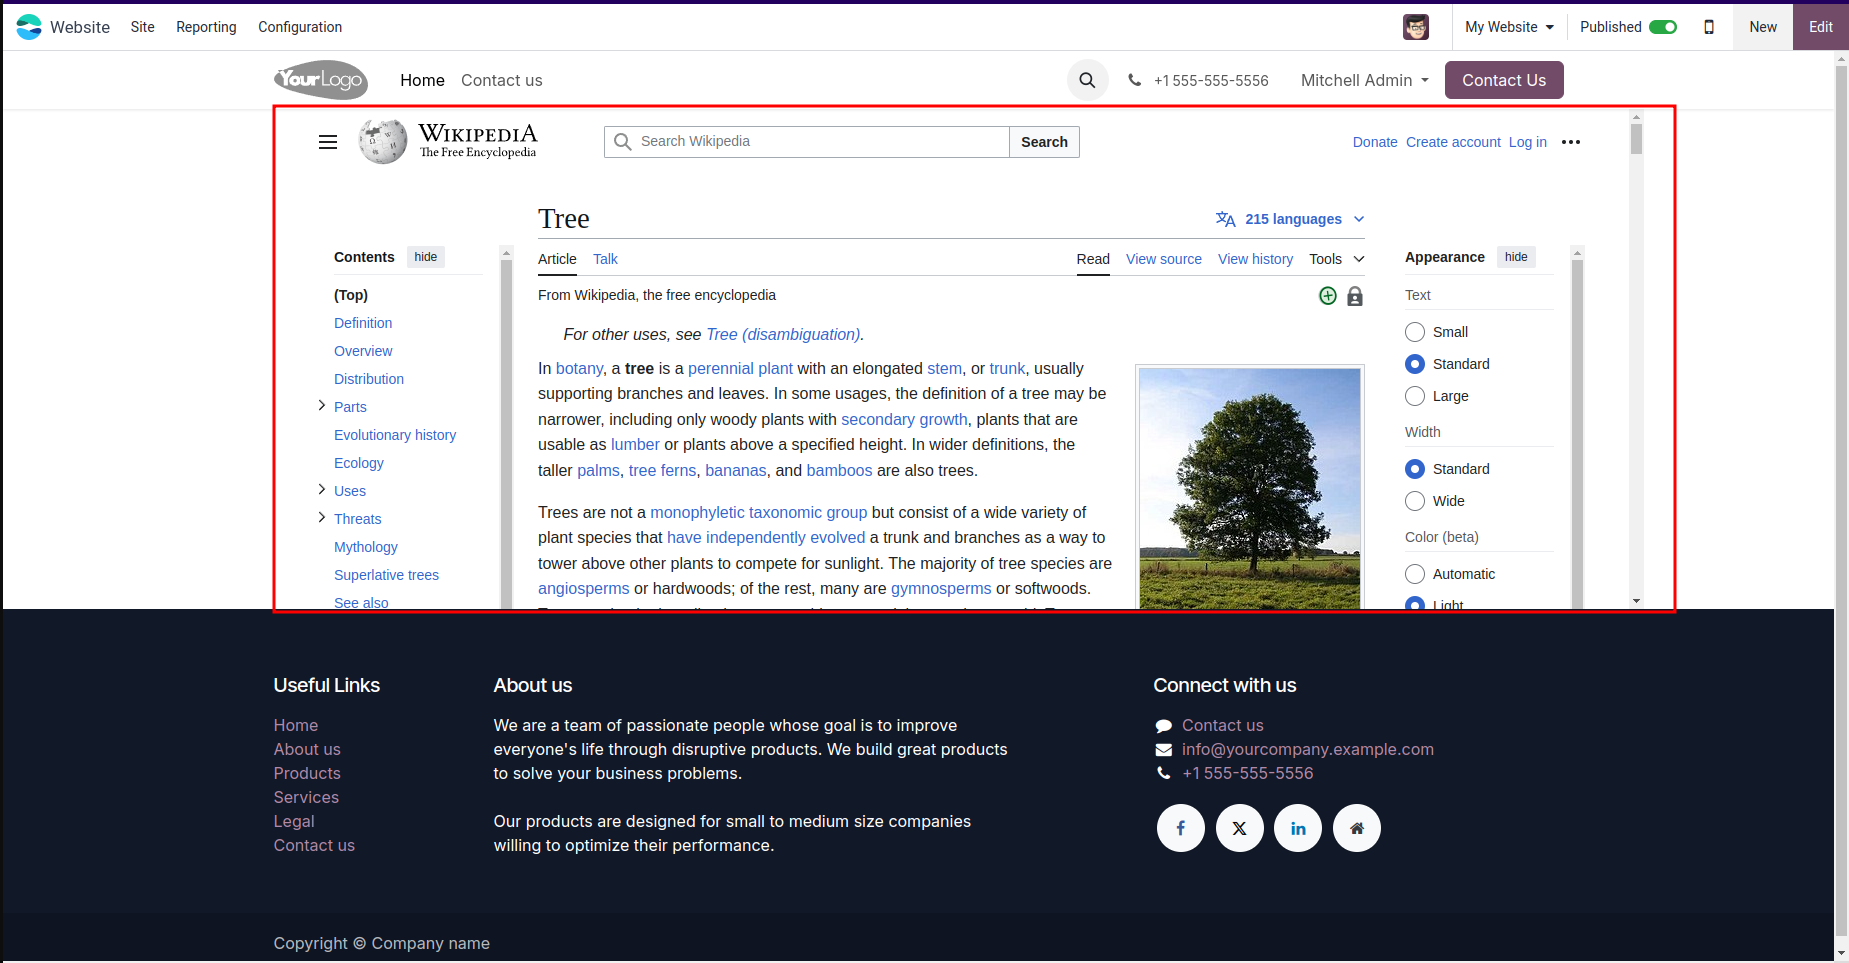 Website Site Reporting Configuration My Website Published New Edit
YourLogo Home Contact us +1 555-555-5556 Mitchell Admin Contact Us
WIKIPEDIA
The Free Encyclopedia
Search Wikipedia Search
Donate Create account Log in
Tree
215 languages
Contents hide
(Top)
Definition
Overview
Distribution
Parts
Evolutionary history
Ecology
Uses
Threats
Mythology
Superlative trees
See also
Article Talk Read View source View history Tools
From Wikipedia, the free encyclopedia
For other uses, see Tree (disambiguation).
In botany, a tree is a perennial plant with an elongated stem, or trunk, usually
supporting branches and leaves. In some usages, the definition of a tree may be
narrower, including only woody plants with secondary growth, plants that are
usable as lumber or plants above a specified height. In wider definitions, the
taller palms, tree ferns, bananas, and bamboos are also trees.
Trees are not a monophyletic taxonomic group but consist of a wide variety of
plant species that have independently evolved a trunk and branches as a way to
tower above other plants to compete for sunlight. The majority of tree species are
angiosperms or hardwoods; of the rest, many are gymnosperms or softwoods.
Appearance hide
Text
Small
Standard
Large
Width
Standard
Wide
Color (beta)
Automatic
Light
Useful Links
Home
About us
Products
Services
Legal
Contact us
About us
We are a team of passionate people whose goal is to improve
everyone's life through disruptive products. We build great products
to solve your business problems.
Our products are designed for small to medium size companies
willing to optimize their performance.
Connect with us
Contact us
info@yourcompany.example.com
+1 555-555-5556
Copyright © Company name